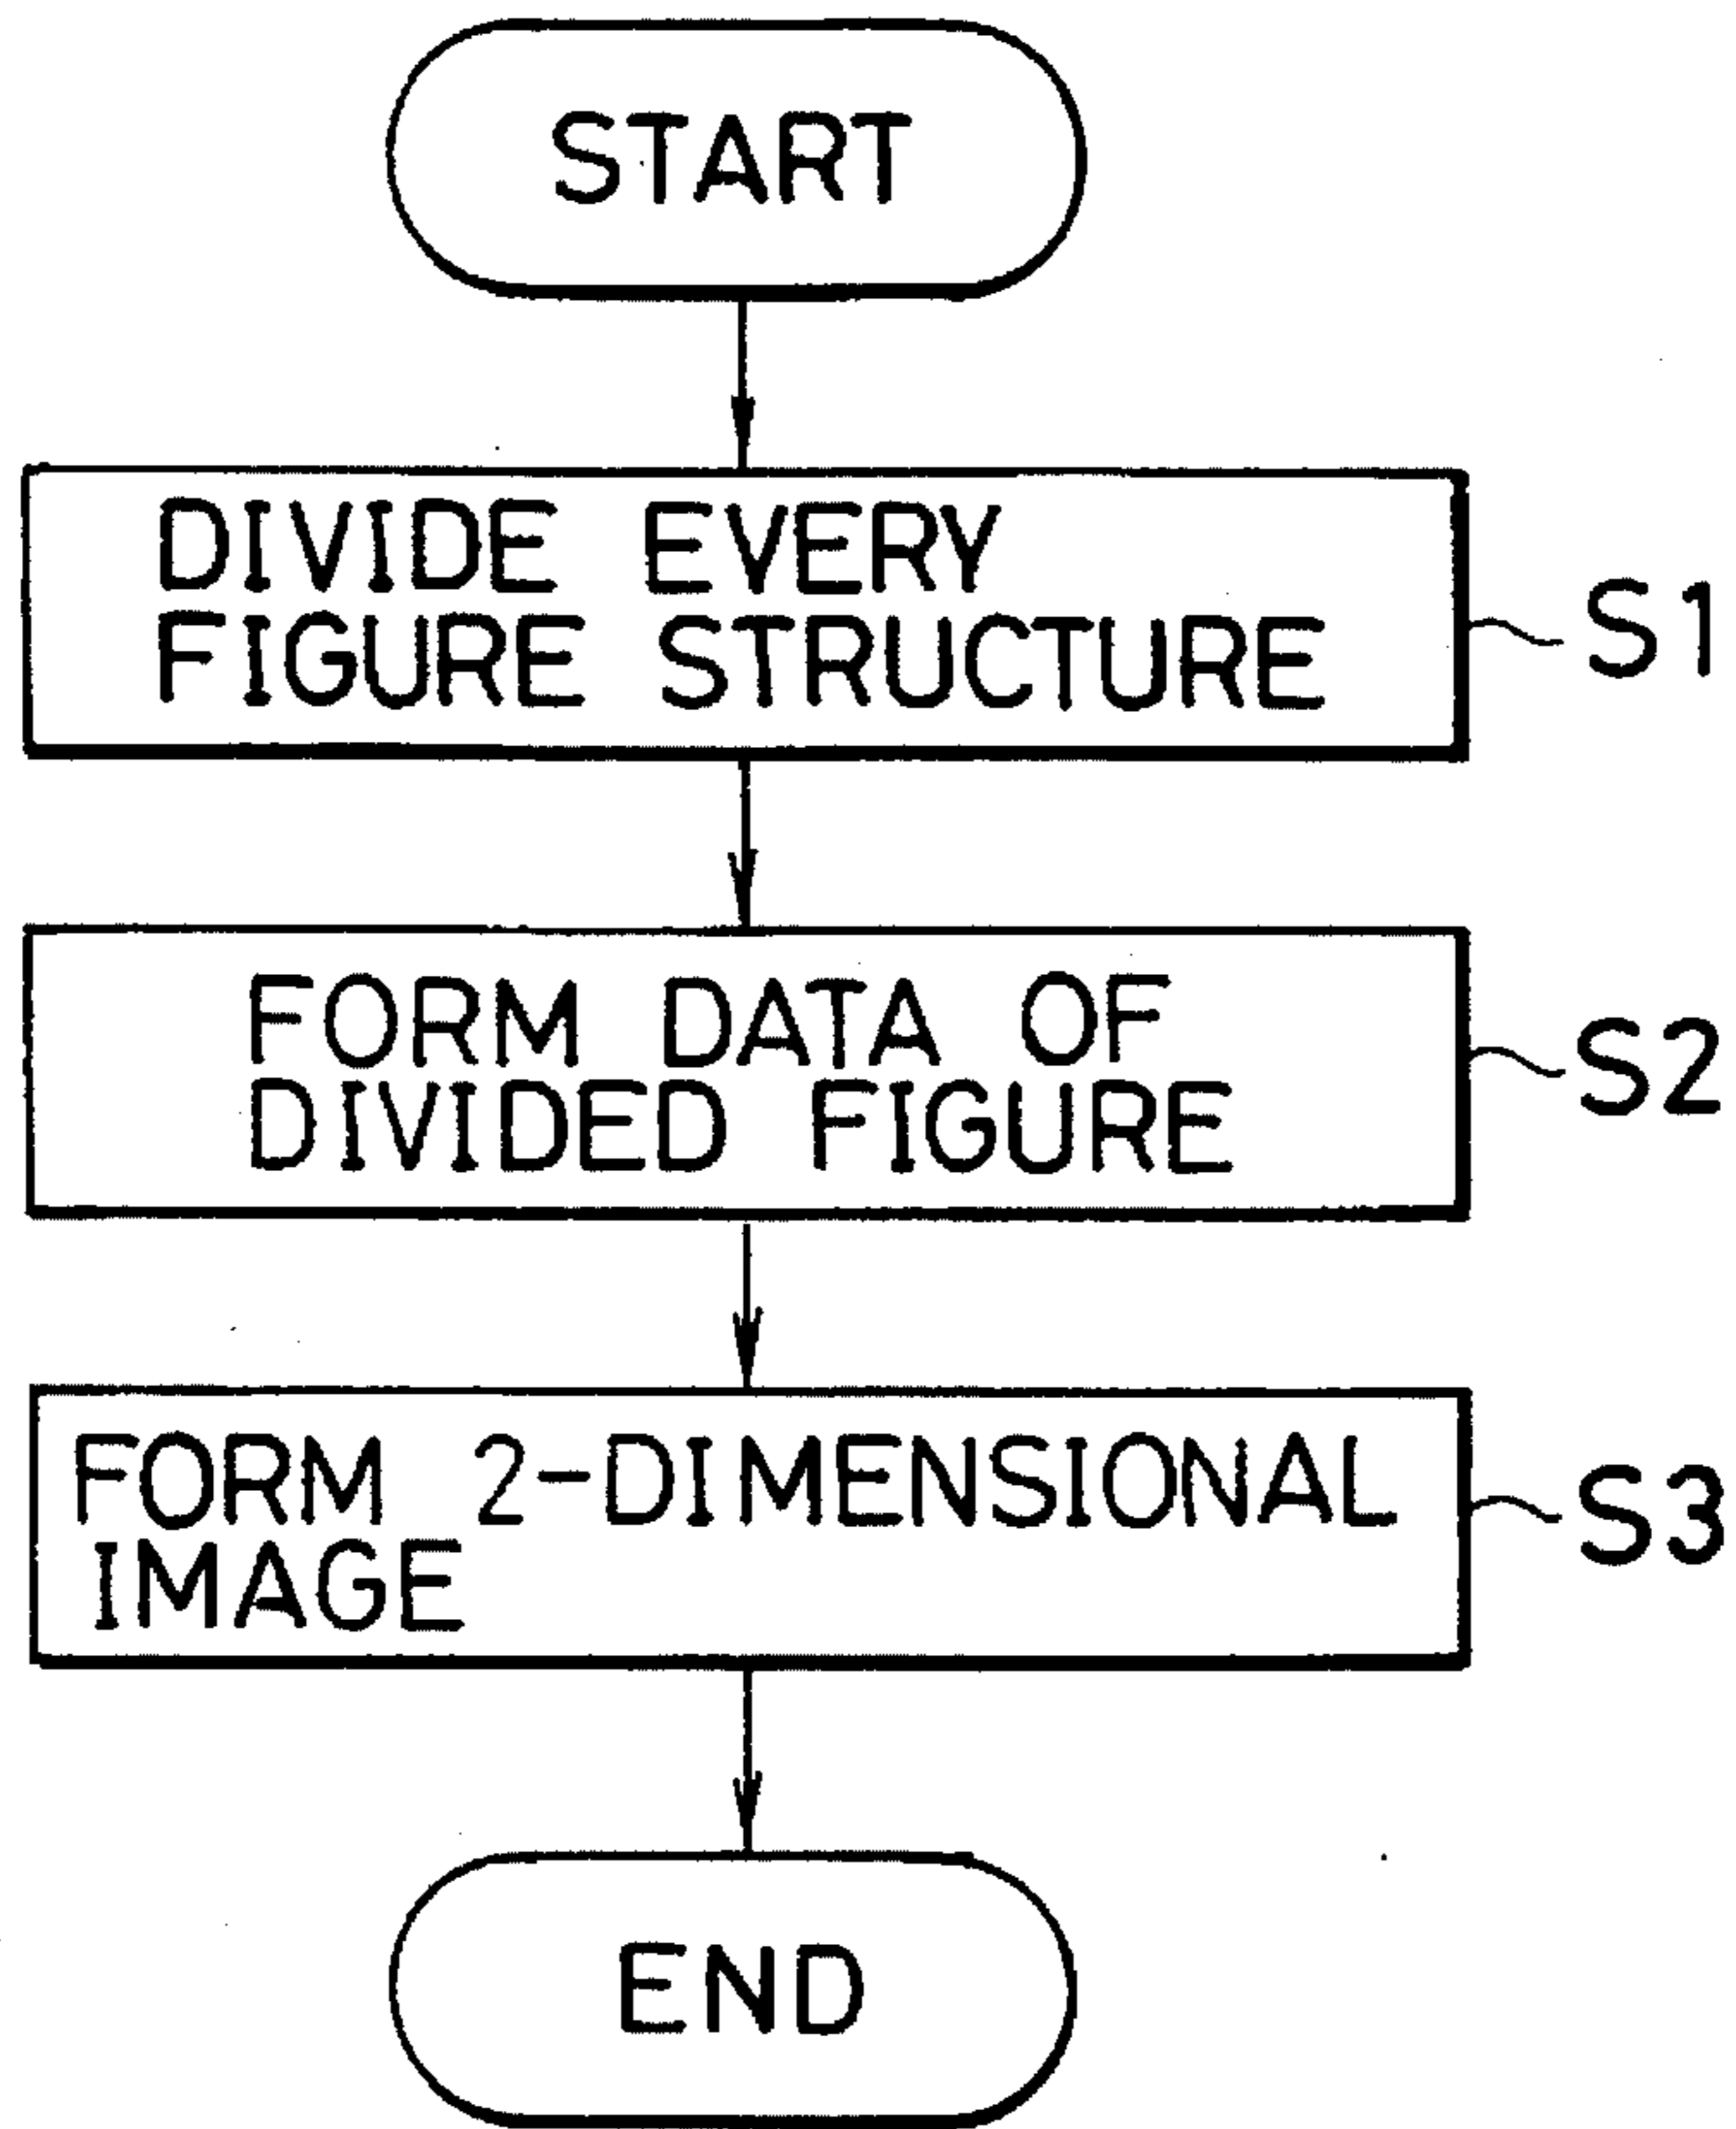 START
DIVIDE EVERY
FIGURE STRUCTURE
S1
FORM DATA OF
DIVIDED FIGURE
S2
FORM 2-DIMENSIONAL
IMAGE
S3
END